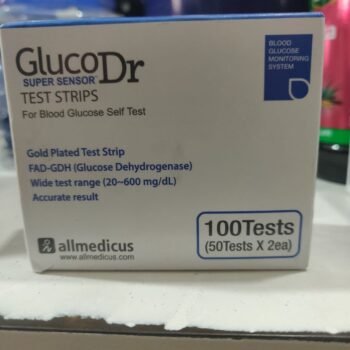 GlucoDr
SUPER SENSOR
TEST STRIPS
For Blood Glucose Self Test
BLOOD
GLUCOSE
MONITORING
SYSTEM
Gold Plated Test Strip
FAD-GDH (Glucose Dehydrogenase)
Wide test range (20~600 mg/dL)
Accurate result
100Tests
(50Tests X 2ea)
allmedicus
www.allmedicus.com